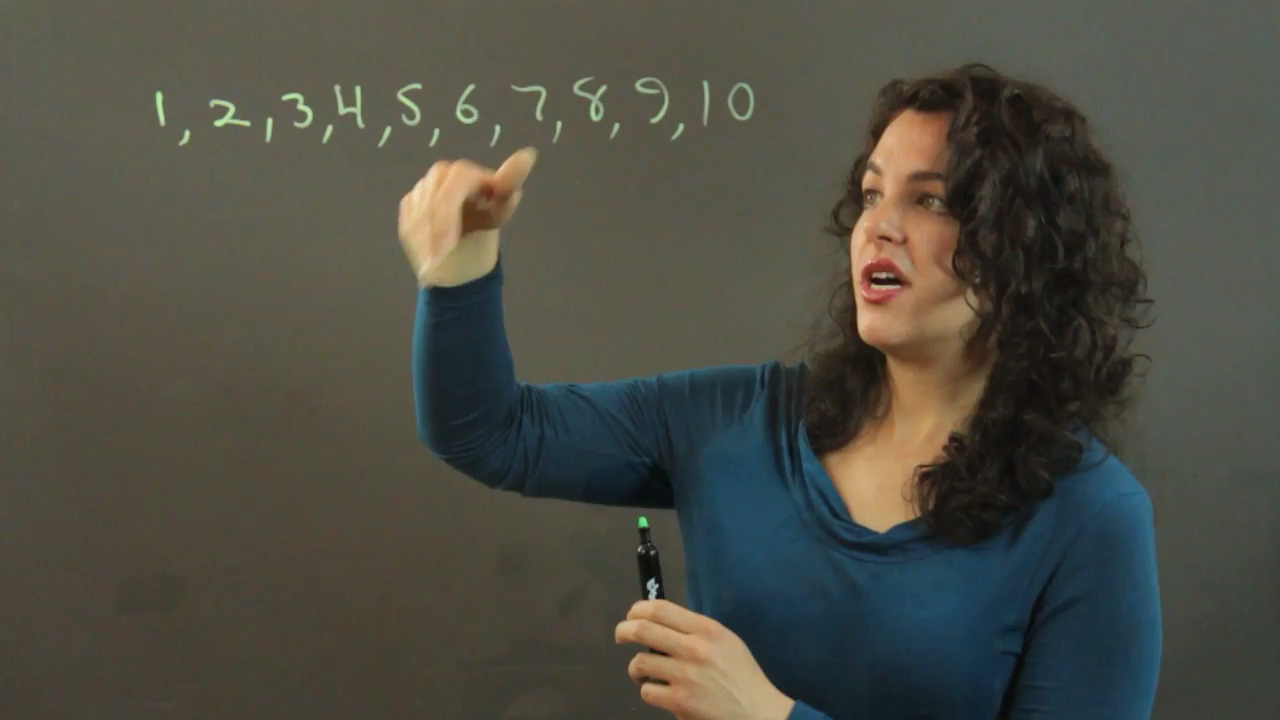 1, 2, 3, 4, 5, 6, 7, 8, 9, 10